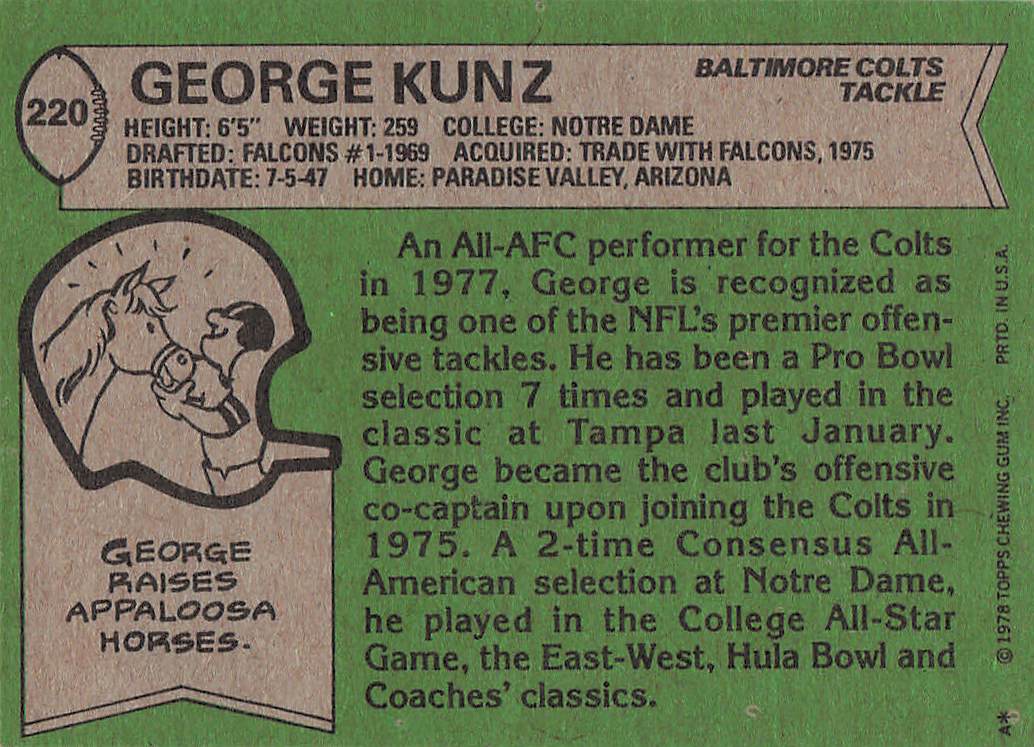 220
GEORGE KUNZ
BALTIMORE COLTS
TACKLE
HEIGHT: 6'5" WEIGHT: 259 COLLEGE: NOTRE DAME
DRAFTED: FALCONS #1-1969 ACQUIRED: TRADE WITH FALCONS, 1975
BIRTHDATE: 7-5-47 HOME: PARADISE VALLEY, ARIZONA
GEORGE
RAISES
APPALOOSA
HORSES.
An All-AFC performer for the Colts
in 1977, George is recognized as
being one of the NFL's premier offen-
sive tackles. He has been a Pro Bowl
selection 7 times and played in the
classic at Tampa last January.
George became the club's offensive
co-captain upon joining the Colts in
1975. A 2-time Consensus All-
American selection at Notre Dame,
he played in the College All-Star
Game, the East-West, Hula Bowl and
Coaches' classics.
© 1978 TOPPS CHEWING GUM INC. PRTD. IN U.S.A.
A*